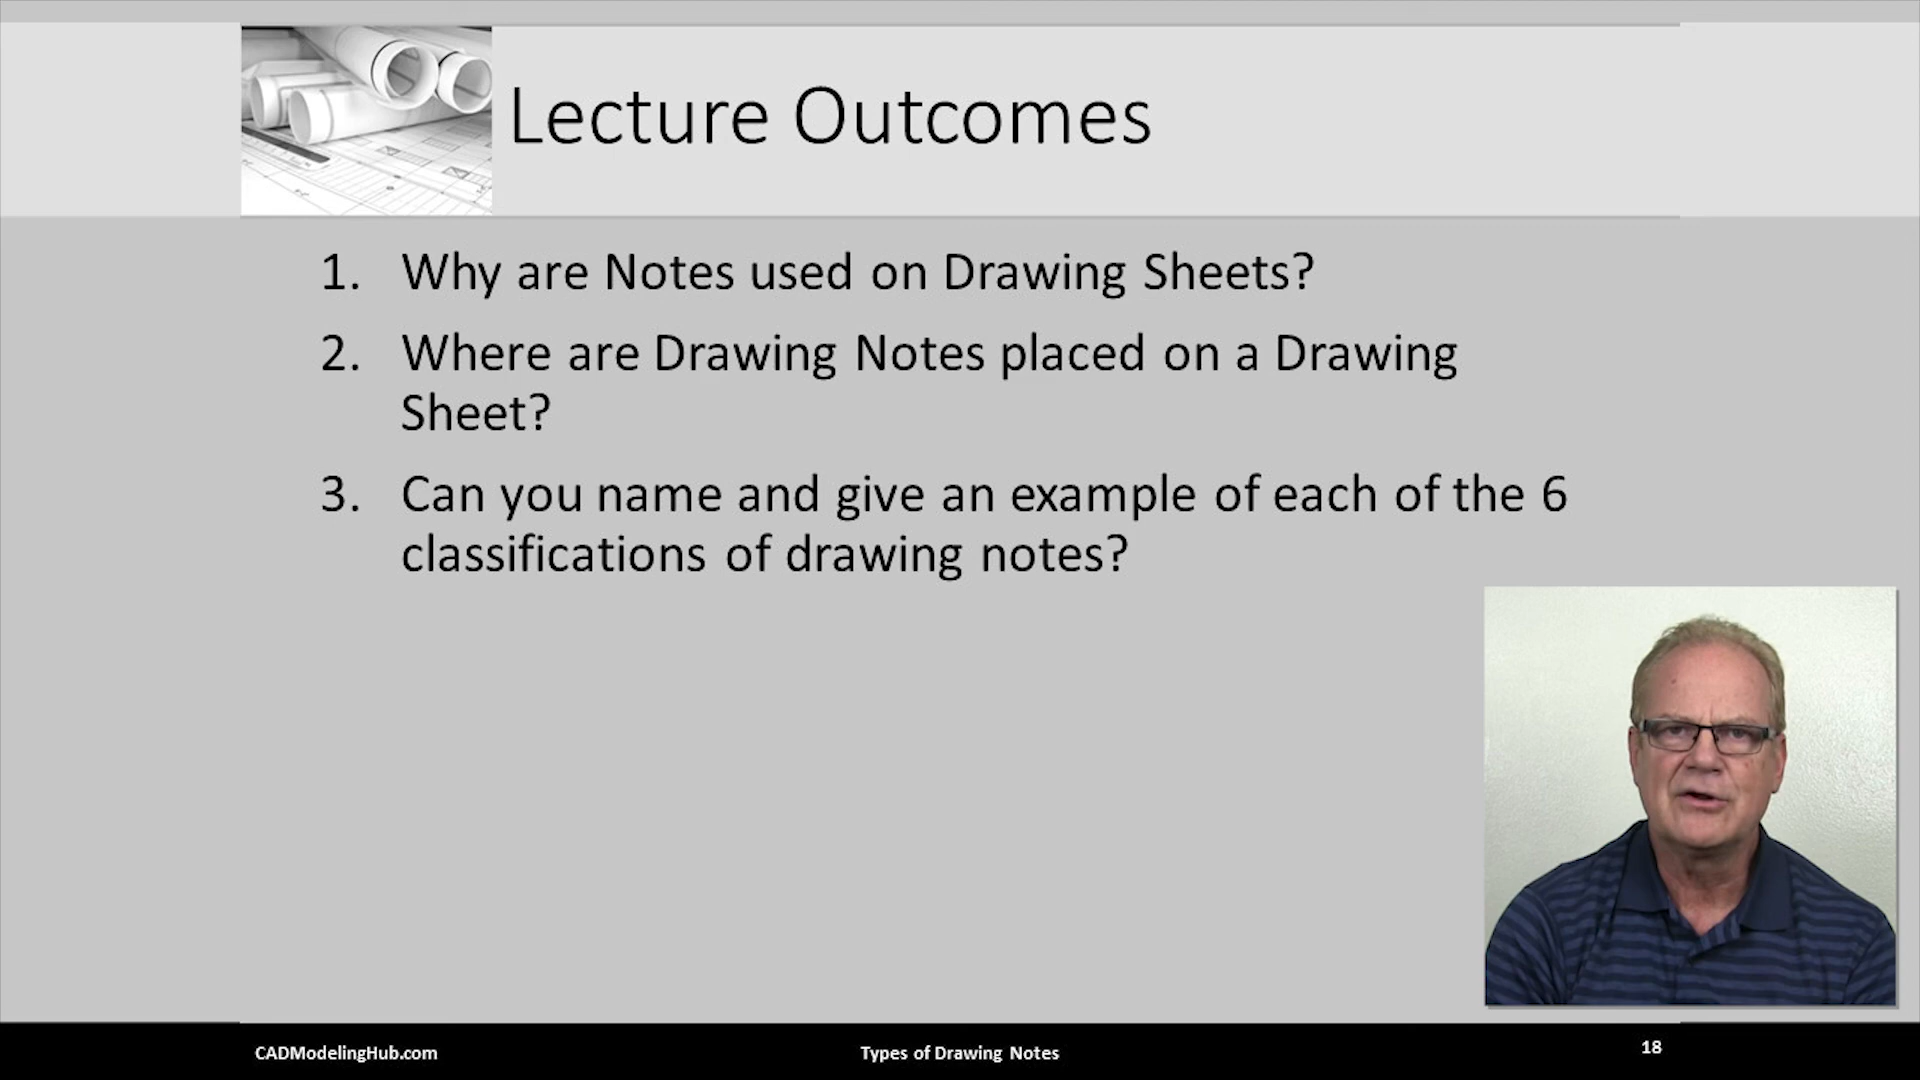 Lecture Outcomes
1. Why are Notes used on Drawing Sheets?
2. Where are Drawing Notes placed on a Drawing
Sheet?
3. Can you name and give an example of each of the 6
classifications of drawing notes?
CADModelingHub.com
Types of Drawing Notes
18